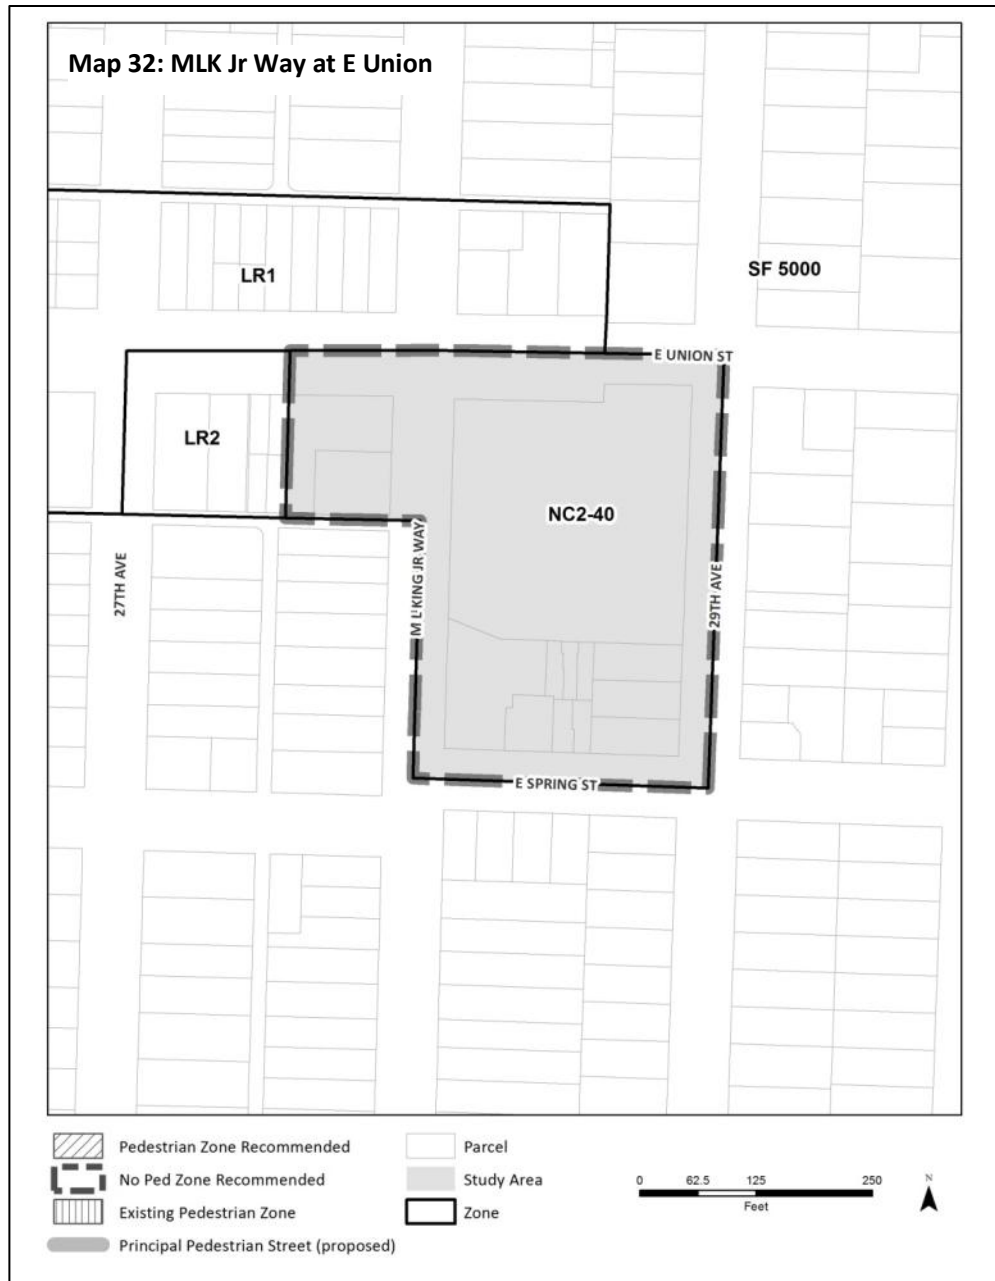 Map 32: MLK Jr Way at E Union
LR1
SF 5000
E UNION ST
LR2
NC2-40
27TH AVE
M L KING JR WAY
29TH AVE
E SPRING ST
Pedestrian Zone Recommended
No Ped Zone Recommended
Existing Pedestrian Zone
Principal Pedestrian Street (proposed)
Parcel
Study Area
Zone
0 62.5 125 250
Feet
N